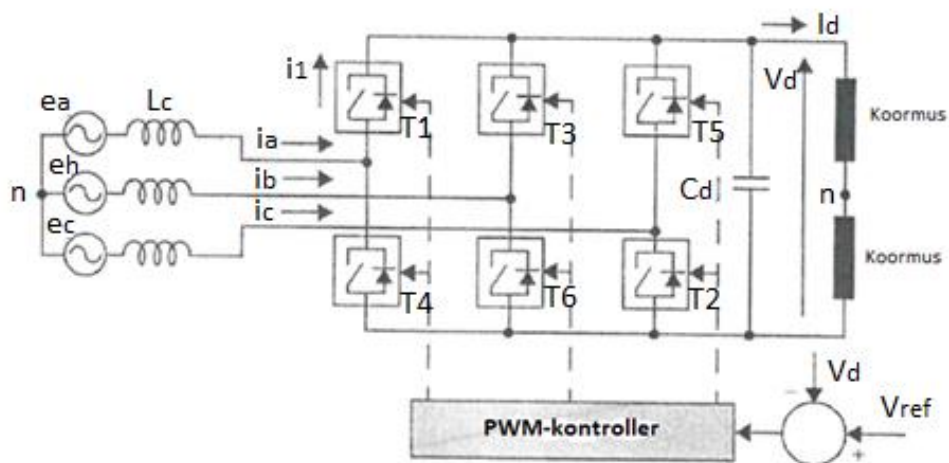 Id
i1
Vd
ea
Lc
T1
T3
T5
Koormus
ia
eh
ib
n
Cd
n
ic
ec
Koormus
T4
T6
T2
Vd
−
Vref
PWM-kontroller
+